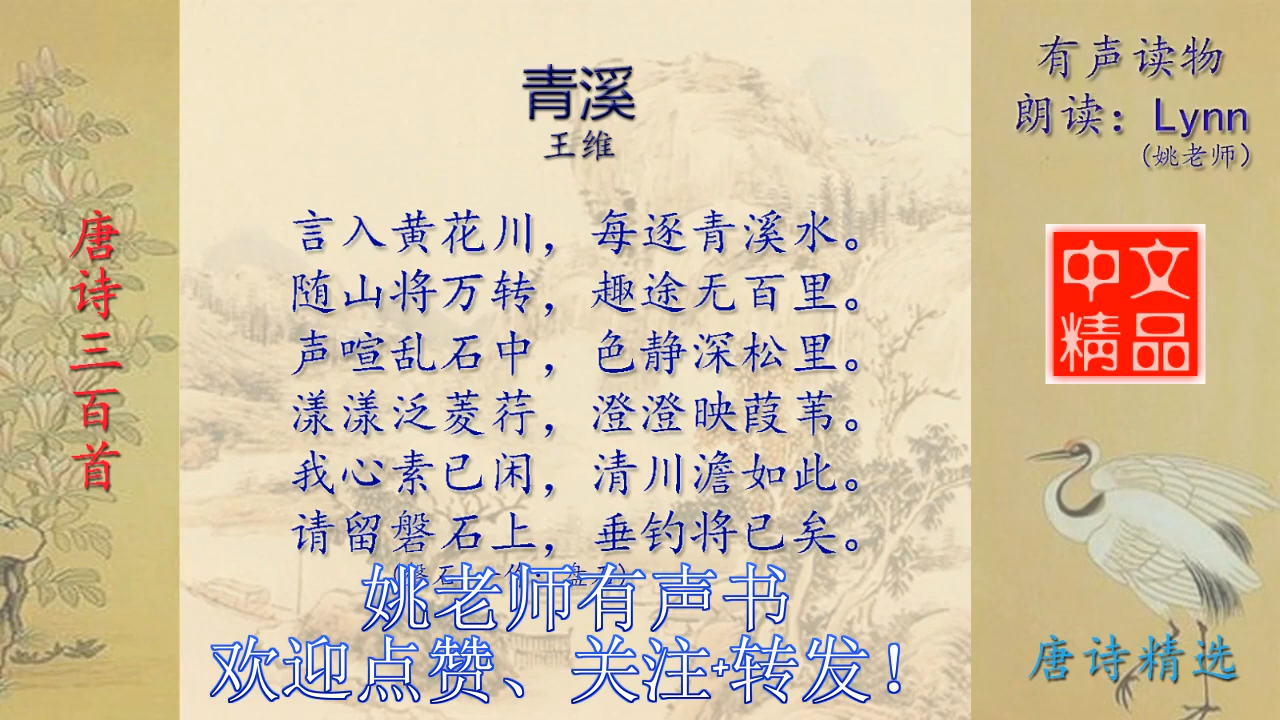 青溪
王维
言入黄花川，每逐青溪水。
随山将万转，趣途无百里。
声喧乱石中，色静深松里。
漾漾泛菱荇，澄澄映葭苇。
我心素已闲，清川澹如此。
请留磐石上，垂钓将已矣。
姚老师有声书
欢迎点赞、关注+转发！
唐诗三百首
有声读物
朗读：Lynn
（姚老师）
中文
精品
唐诗精选